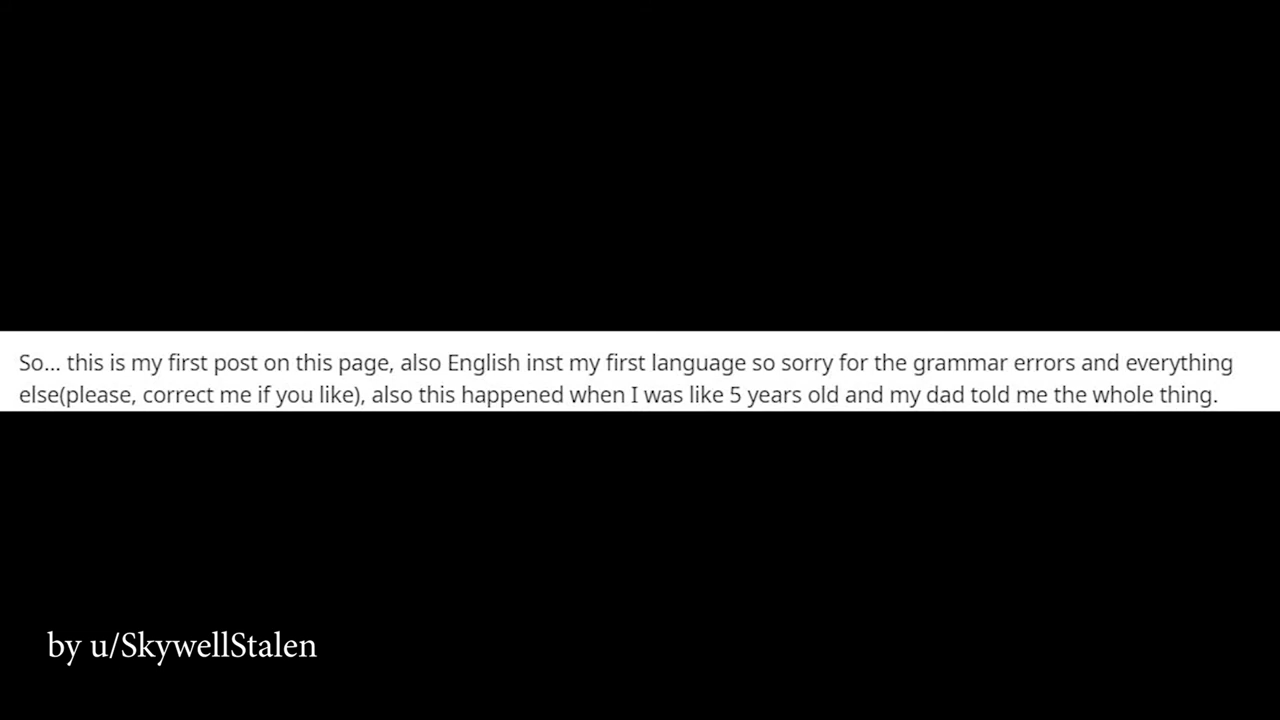 So... this is my first post on this page, also English inst my first language so sorry for the grammar errors and everything
else(please, correct me if you like), also this happened when I was like 5 years old and my dad told me the whole thing.
by u/SkywellStalen